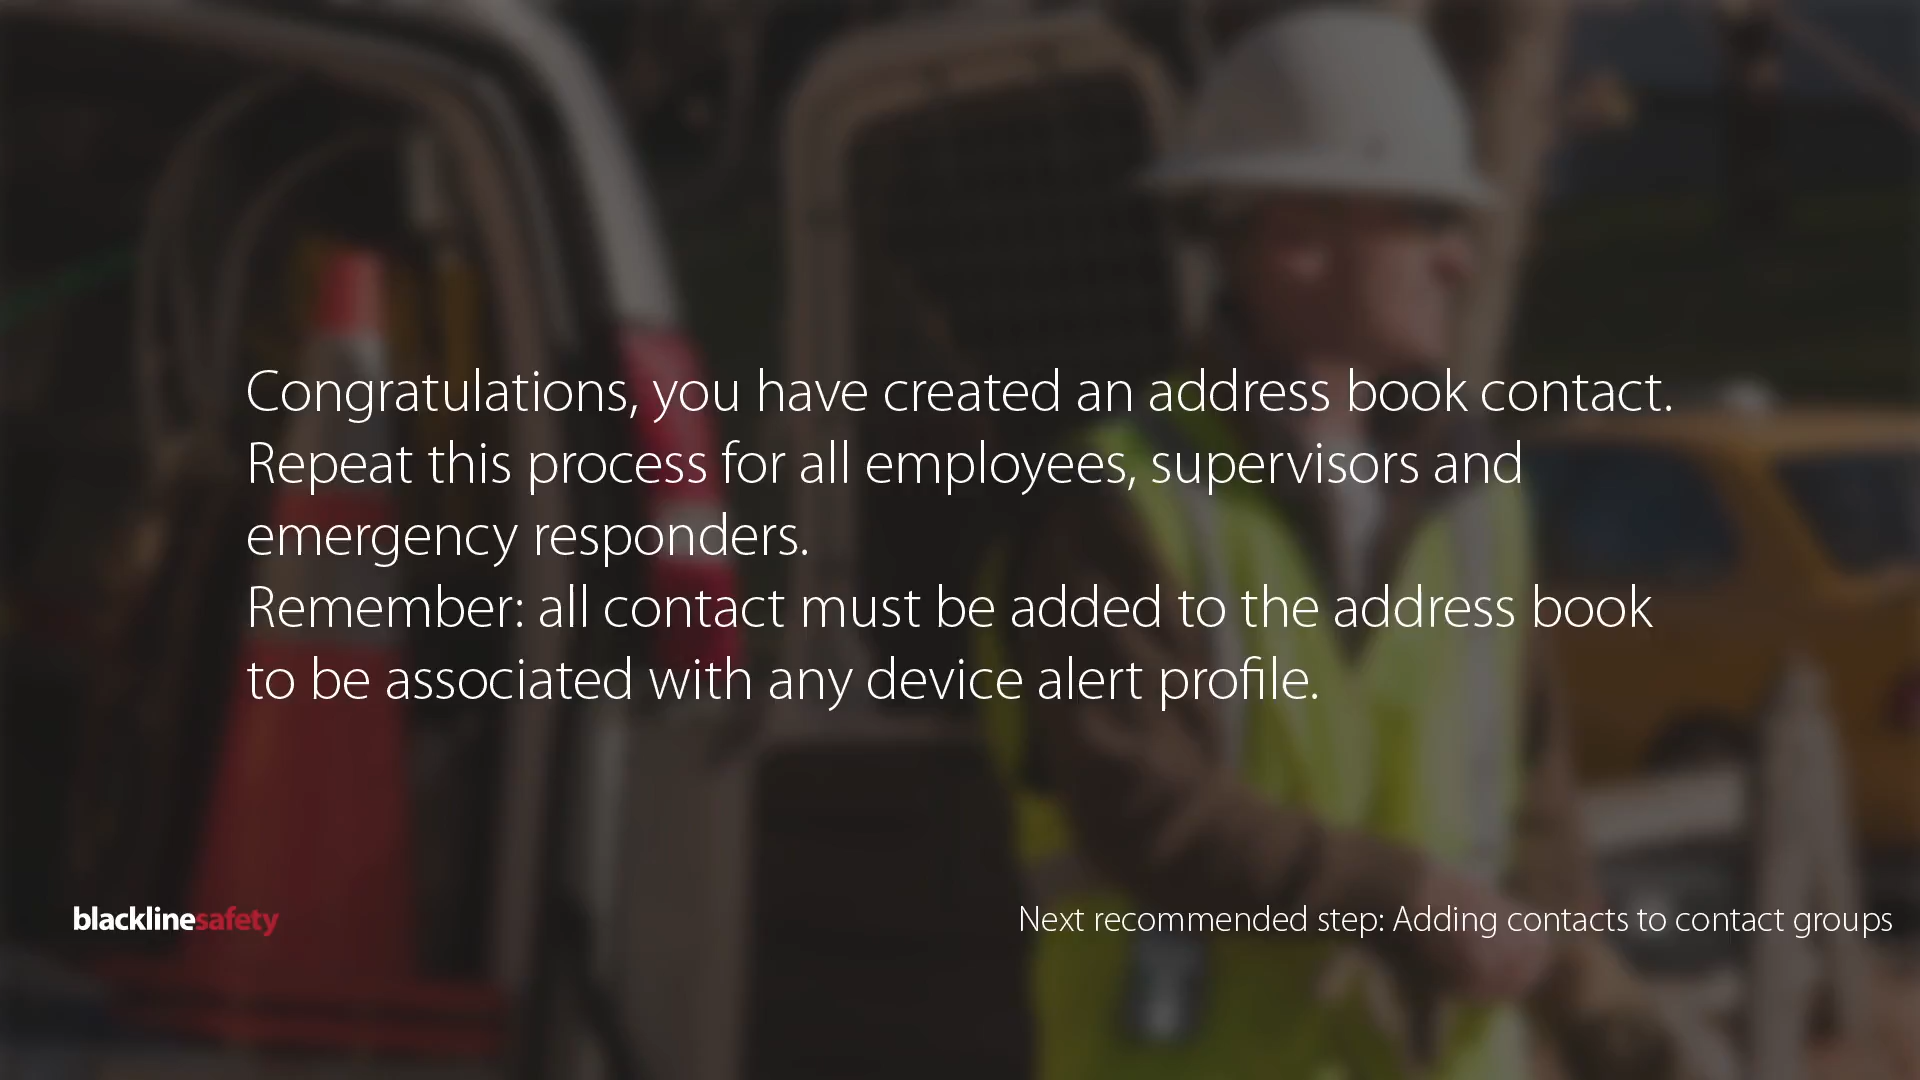 Congratulations, you have created an address book contact.
Repeat this process for all employees, supervisors and
emergency responders.
Remember: all contact must be added to the address book
to be associated with any device alert profile.
blacklinesafety
Next recommended step: Adding contacts to contact groups